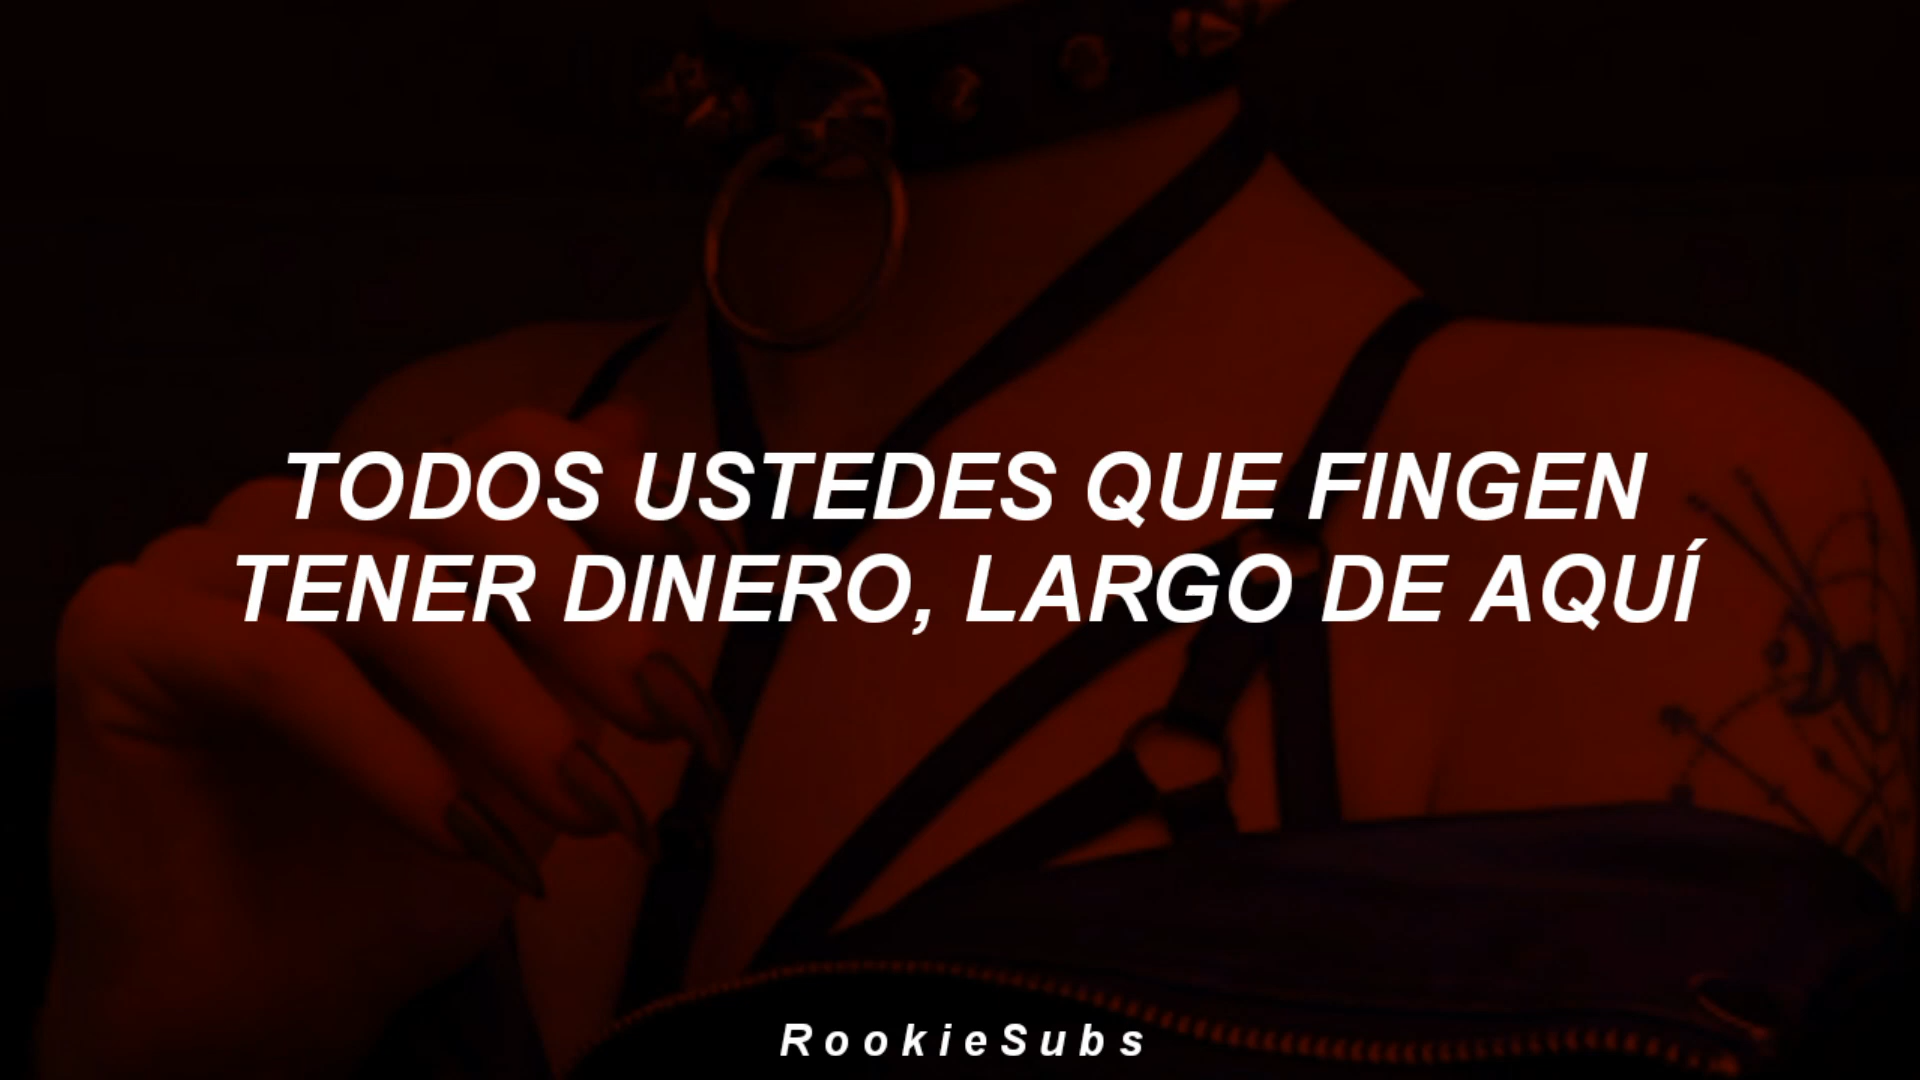 TODOS USTEDES QUE FINGEN
TENER DINERO, LARGO DE AQUÍ
RookieSubs